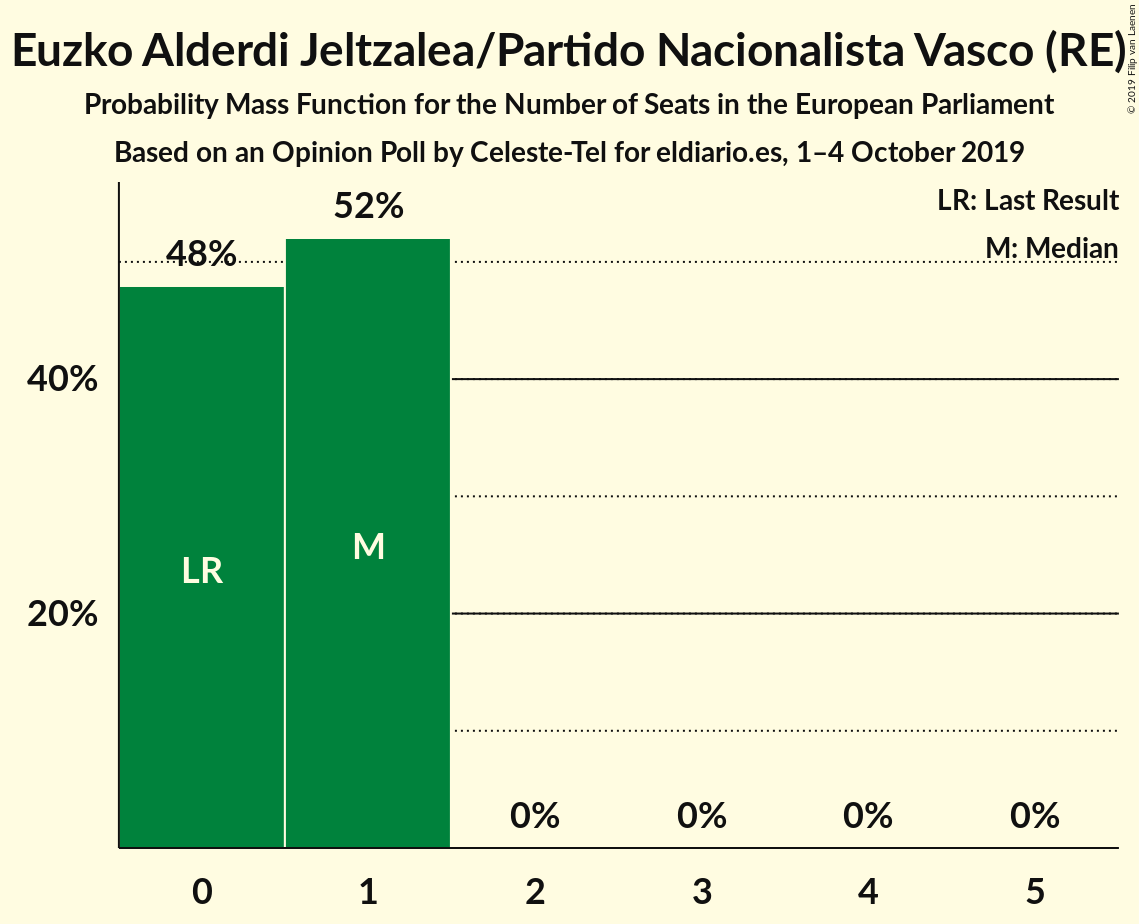 Euzko Alderdi Jeltzalea/Partido Nacionalista Vasco (RE)
© 2019 Filip van Laenen
Probability Mass Function for the Number of Seats in the European Parliament
Based on an Opinion Poll by Celeste-Tel for eldiario.es, 1–4 October 2019
LR: Last Result
M: Median
52%
48%
40%
20%
LR
M
0%
0%
0%
0%
0 1 2 3 4 5